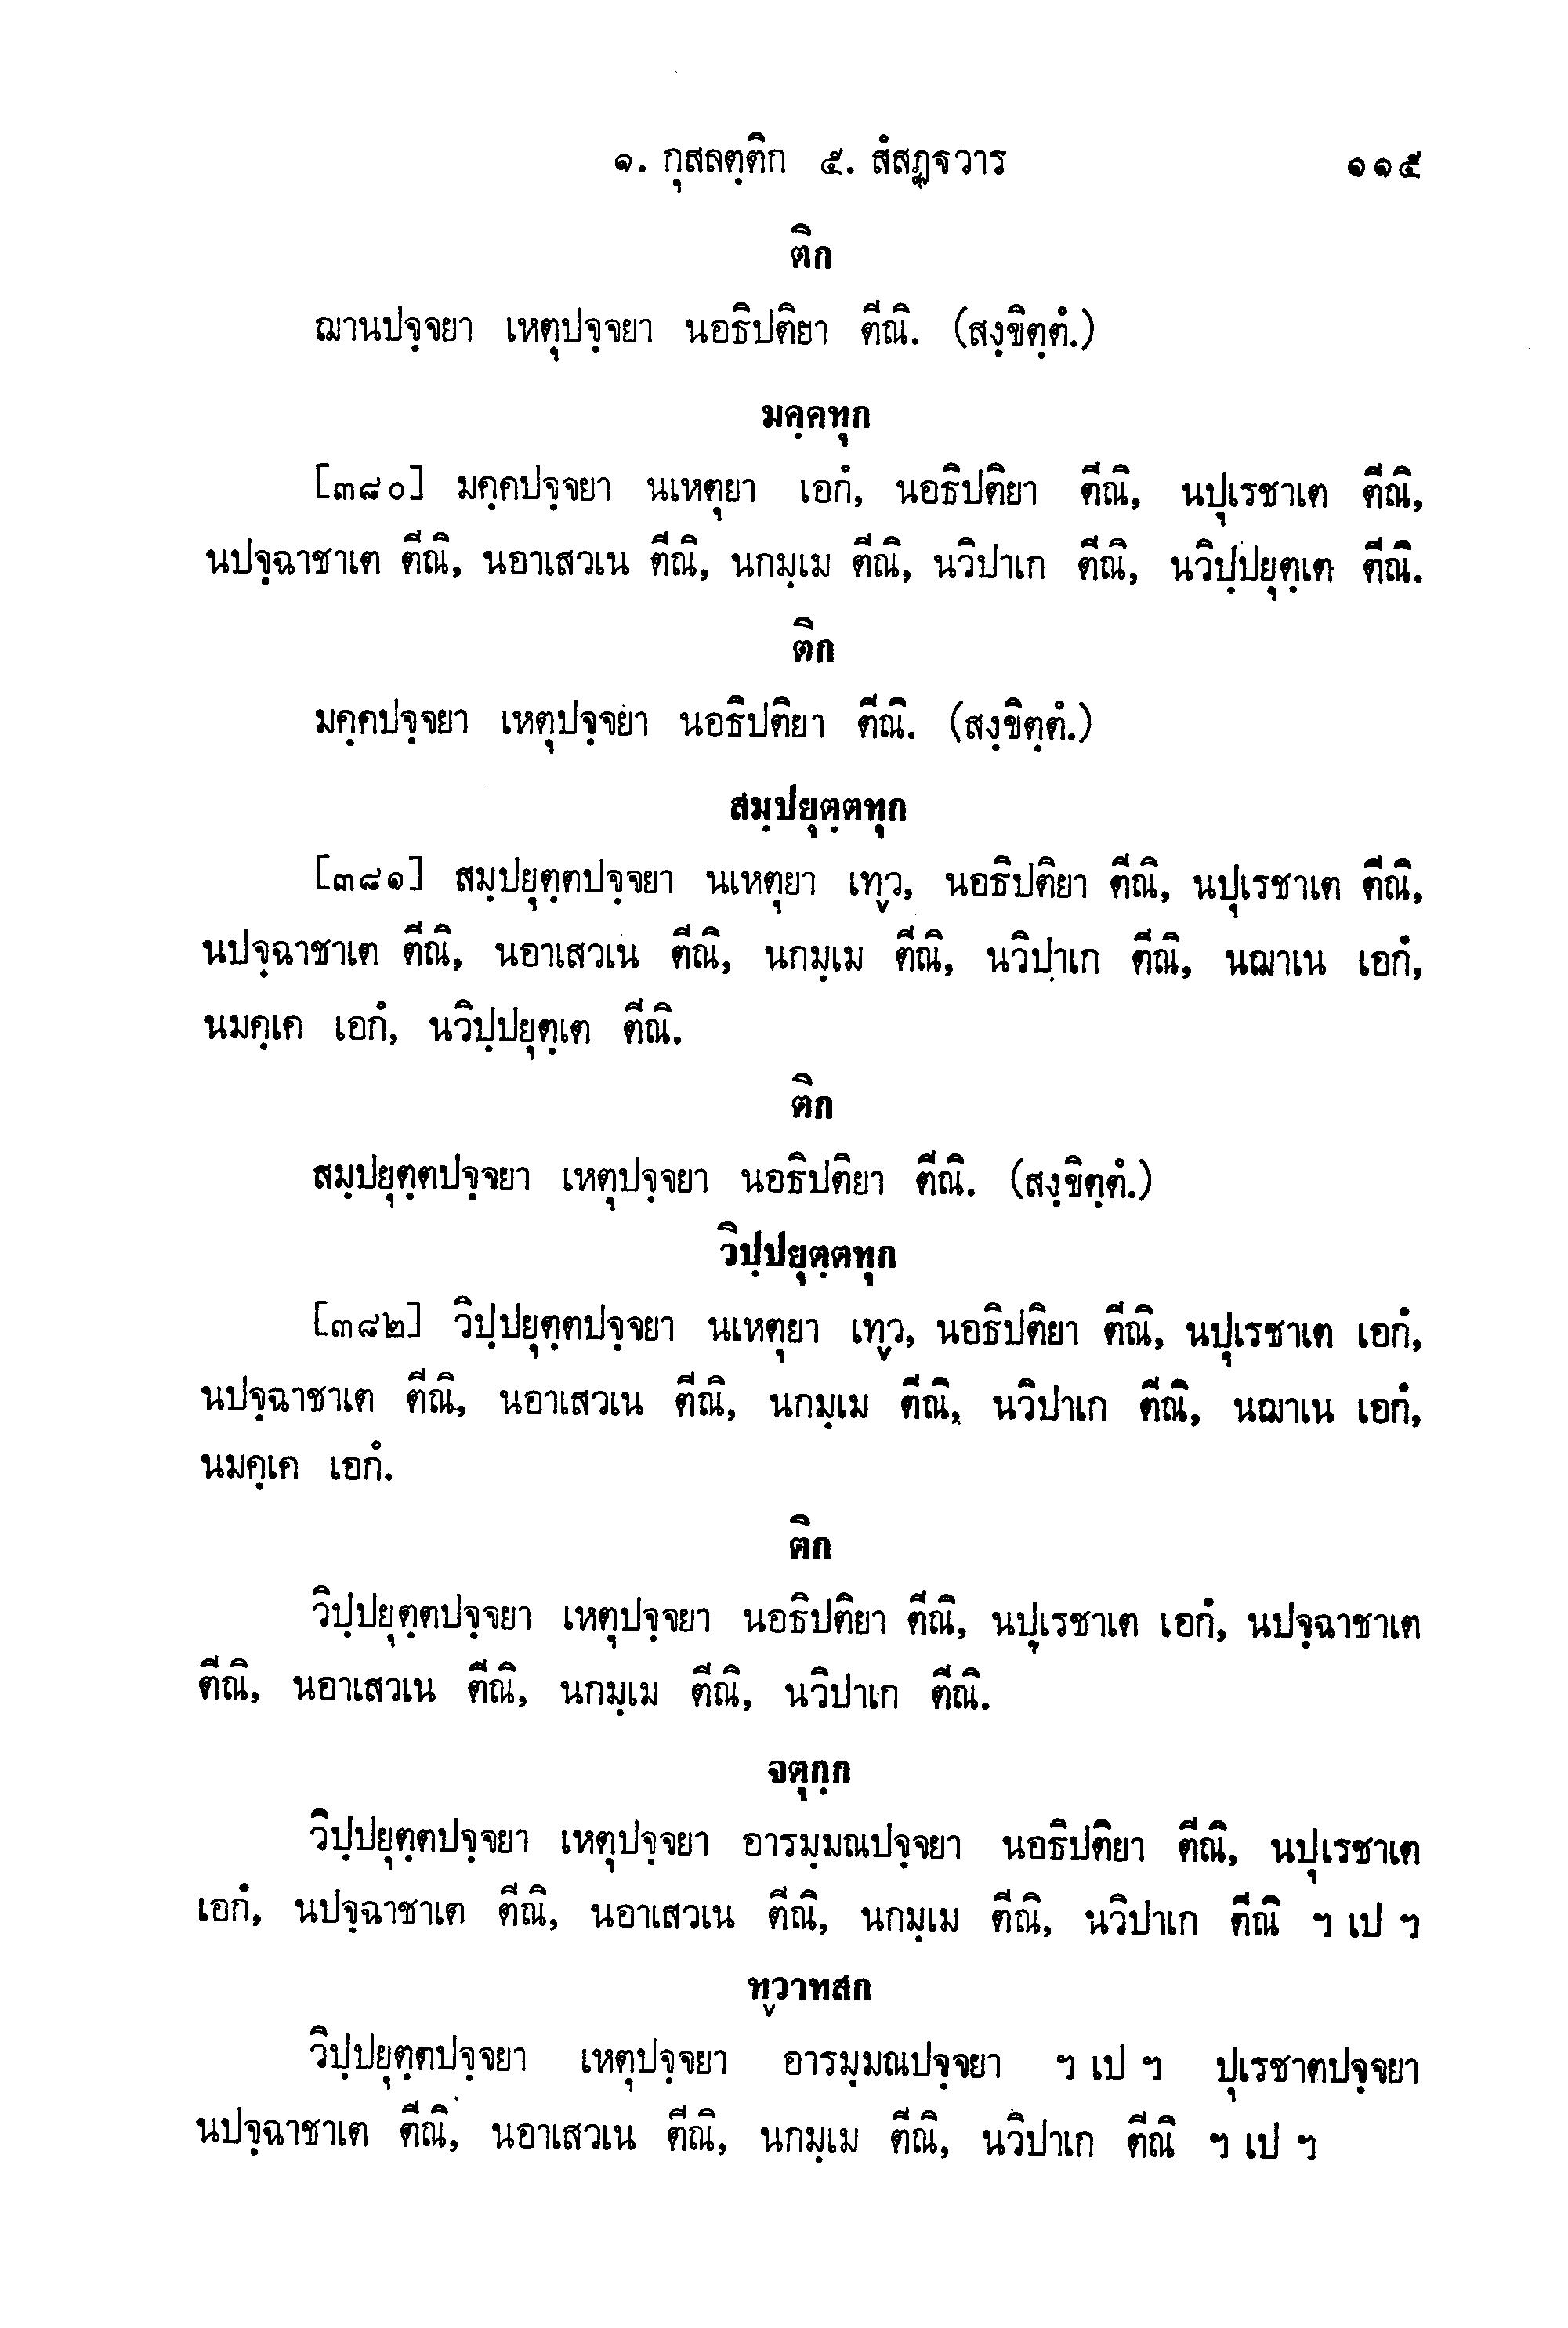 ๑. กุสลตฺติก ๕. สํสฏฺฐวาร ๑๑๕
ติก
ฌานปจฺจยา เหตุปจฺจยา นอธิปติยา ตีณิ. (สงฺขิตฺตํ.)
มคฺคทุก
[๓๘๐] มคฺคปจฺจยา นเหตุยา เอกํ, นอธิปติยา ตีณิ, นปุเรชาเต ตีณิ,
นปจฺฉาชาเต ตีณิ, นอาเสวเน ตีณิ, นกมฺเม ตีณิ, นวิปาเก ตีณิ, นวิปฺปยุตฺเต ตีณิ.
ติก
มคฺคปจฺจยา เหตุปจฺจยา นอธิปติยา ตีณิ. (สงฺขิตฺตํ.)
สมฺปยุตฺตทุก
[๓๘๑] สมฺปยุตฺตปจฺจยา นเหตุยา เทฺว, นอธิปติยา ตีณิ, นปุเรชาเต ตีณิ,
นปจฺฉาชาเต ตีณิ, นอาเสวเน ตีณิ, นกมฺเม ตีณิ, นวิปาเก ตีณิ, นฌาเน เอกํ,
นมคฺเค เอกํ, นวิปฺปยุตฺเต ตีณิ.
ติก
สมฺปยุตฺตปจฺจยา เหตุปจฺจยา นอธิปติยา ตีณิ. (สงฺขิตฺตํ.)
วิปฺปยุตฺตทุก
[๓๘๒] วิปฺปยุตฺตปจฺจยา นเหตุยา เทฺว, นอธิปติยา ตีณิ, นปุเรชาเต เอกํ,
นปจฺฉาชาเต ตีณิ, นอาเสวเน ตีณิ, นกมฺเม ตีณิ, นวิปาเก ตีณิ, นฌาเน เอกํ,
นมคฺเค เอกํ.
ติก
วิปฺปยุตฺตปจฺจยา เหตุปจฺจยา นอธิปติยา ตีณิ, นปุเรชาเต เอกํ, นปจฺฉาชาเต
ตีณิ, นอาเสวเน ตีณิ, นกมฺเม ตีณิ, นวิปาเก ตีณิ.
จตุกฺก
วิปฺปยุตฺตปจฺจยา เหตุปจฺจยา อารมฺมณปจฺจยา นอธิปติยา ตีณิ, นปุเรชาเต
เอกํ, นปจฺฉาชาเต ตีณิ, นอาเสวเน ตีณิ, นกมฺเม ตีณิ, นวิปาเก ตีณิ ฯ เป ฯ
ทฺวาทสก
วิปฺปยุตฺตปจฺจยา เหตุปจฺจยา อารมฺมณปจฺจยา ฯ เป ฯ ปุเรชาตปจฺจยา
นปจฺฉาชาเต ตีณิ, นอาเสวเน ตีณิ, นกมฺเม ตีณิ, นวิปาเก ตีณิ ฯ เป ฯ